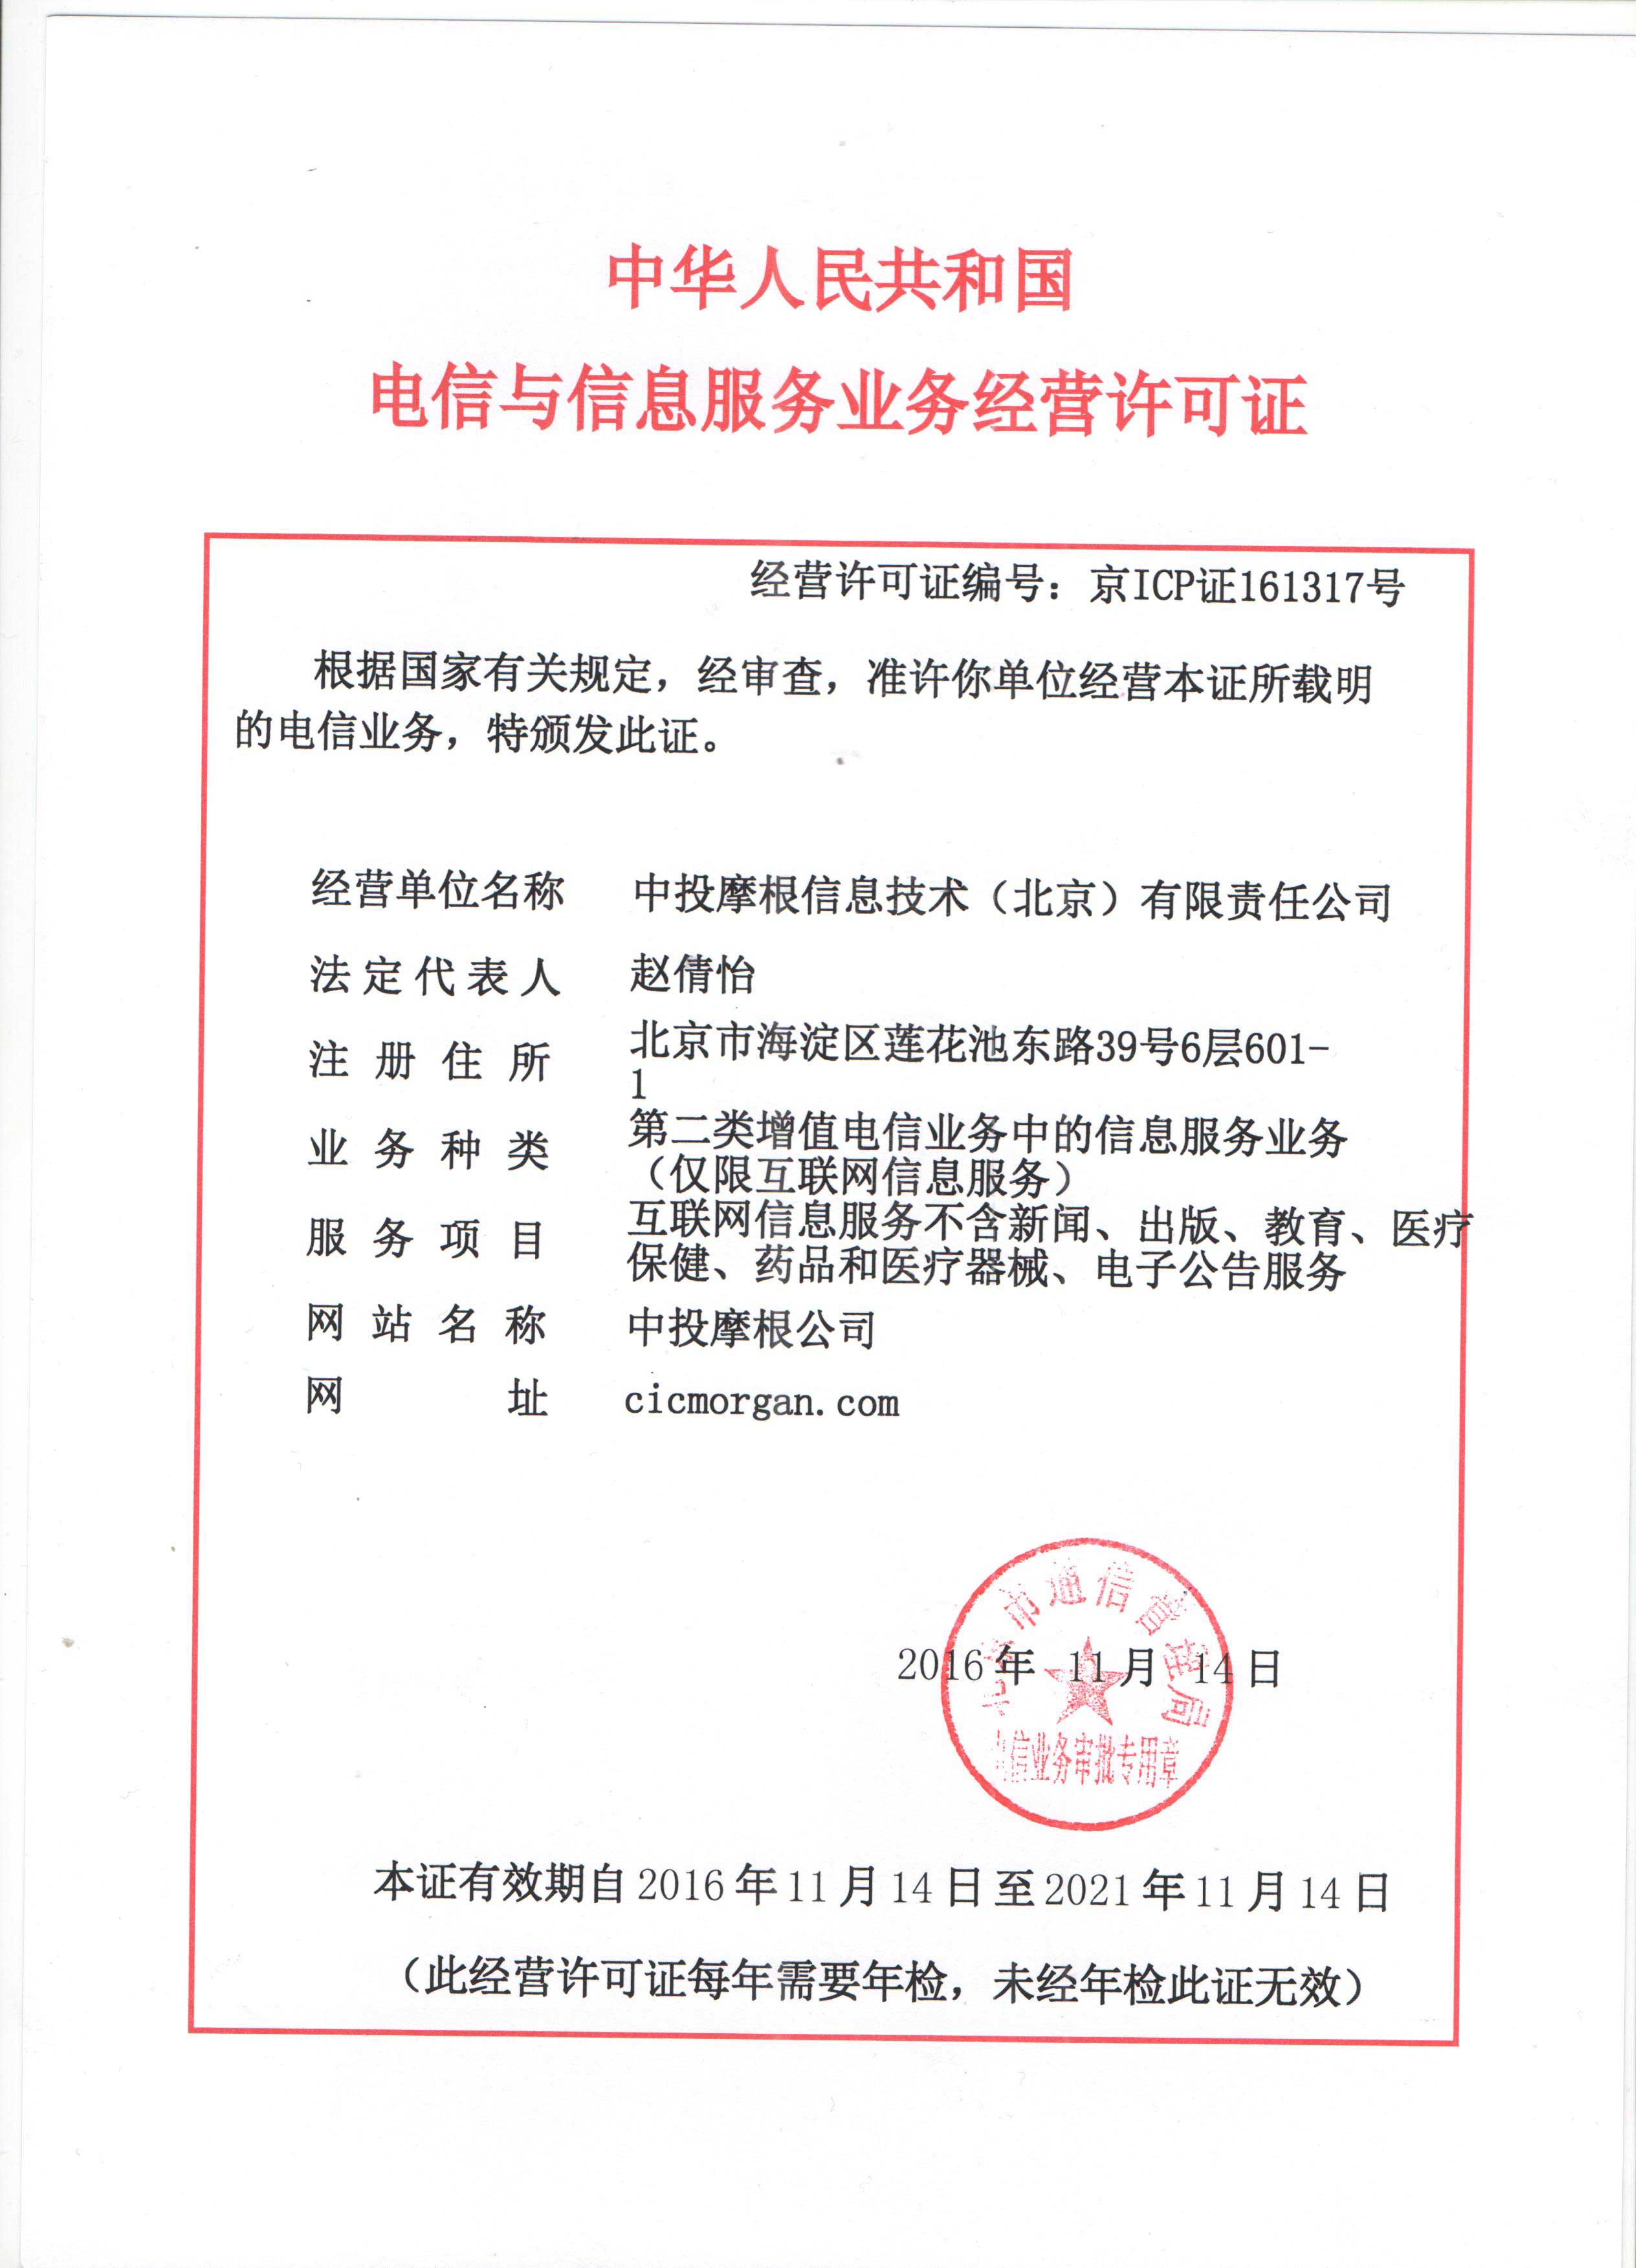 中华人民共和国
电信与信息服务业务经营许可证
经营许可证编号：京ICP证161317号
根据国家有关规定，经审查，准许你单位经营本证所载明
的电信业务，特颁发此证。
经营单位名称 中投摩根信息技术（北京）有限责任公司
法定代表人 赵倩怡
注册住所 北京市海淀区莲花池东路39号6层601-
1
业务种类 第二类增值电信业务中的信息服务业务
（仅限互联网信息服务）
服务项目 互联网信息服务不含新闻、出版、教育、医疗
保健、药品和医疗器械、电子公告服务
网站名称 中投摩根公司
网址 cicmorgan.com
北京市通信管理局
2016年 11月 14日
电信业务审批专用章
本证有效期自2016年11月14日至2021年11月14日
（此经营许可证每年需要年检，未经年检此证无效）